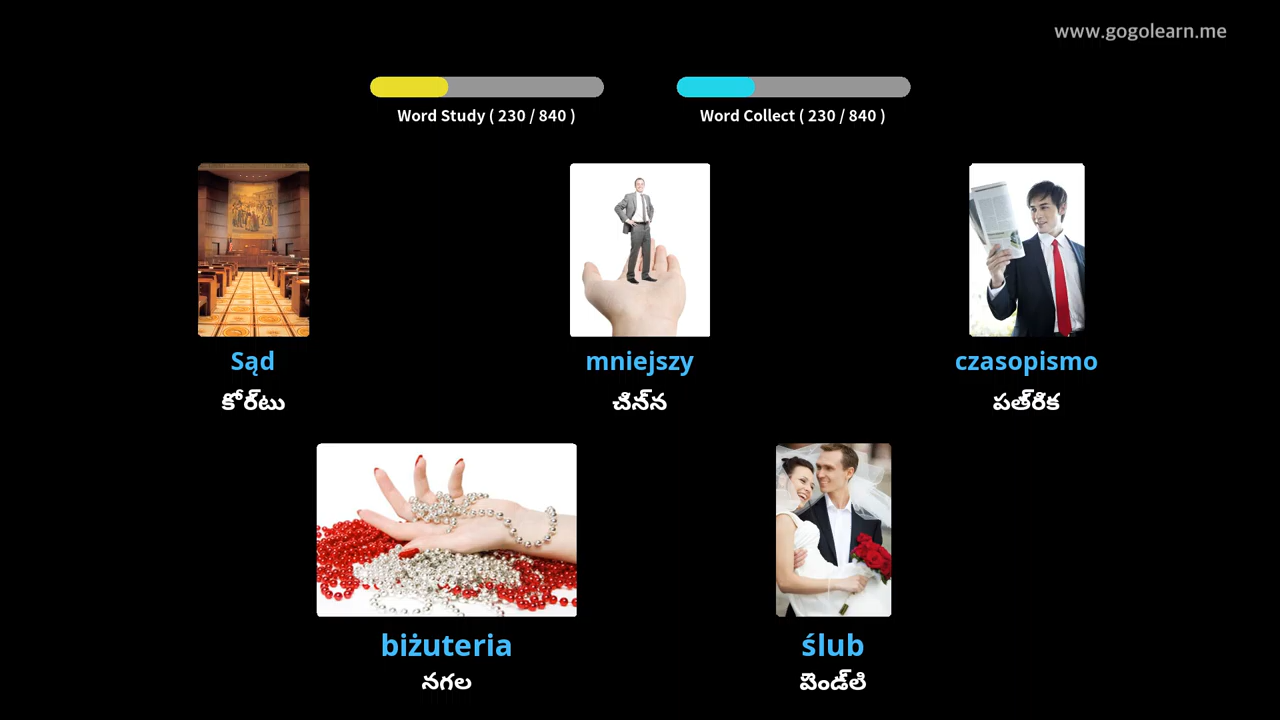 www.gogolearn.me
Word Study ( 230 / 840 )
Word Collect ( 230 / 840 )
Sąd
mniejszy
czasopismo
కోర్‌టు
చిన్‌న
పత్‌రిక
biżuteria
ślub
నగల
పెండ్‌లి